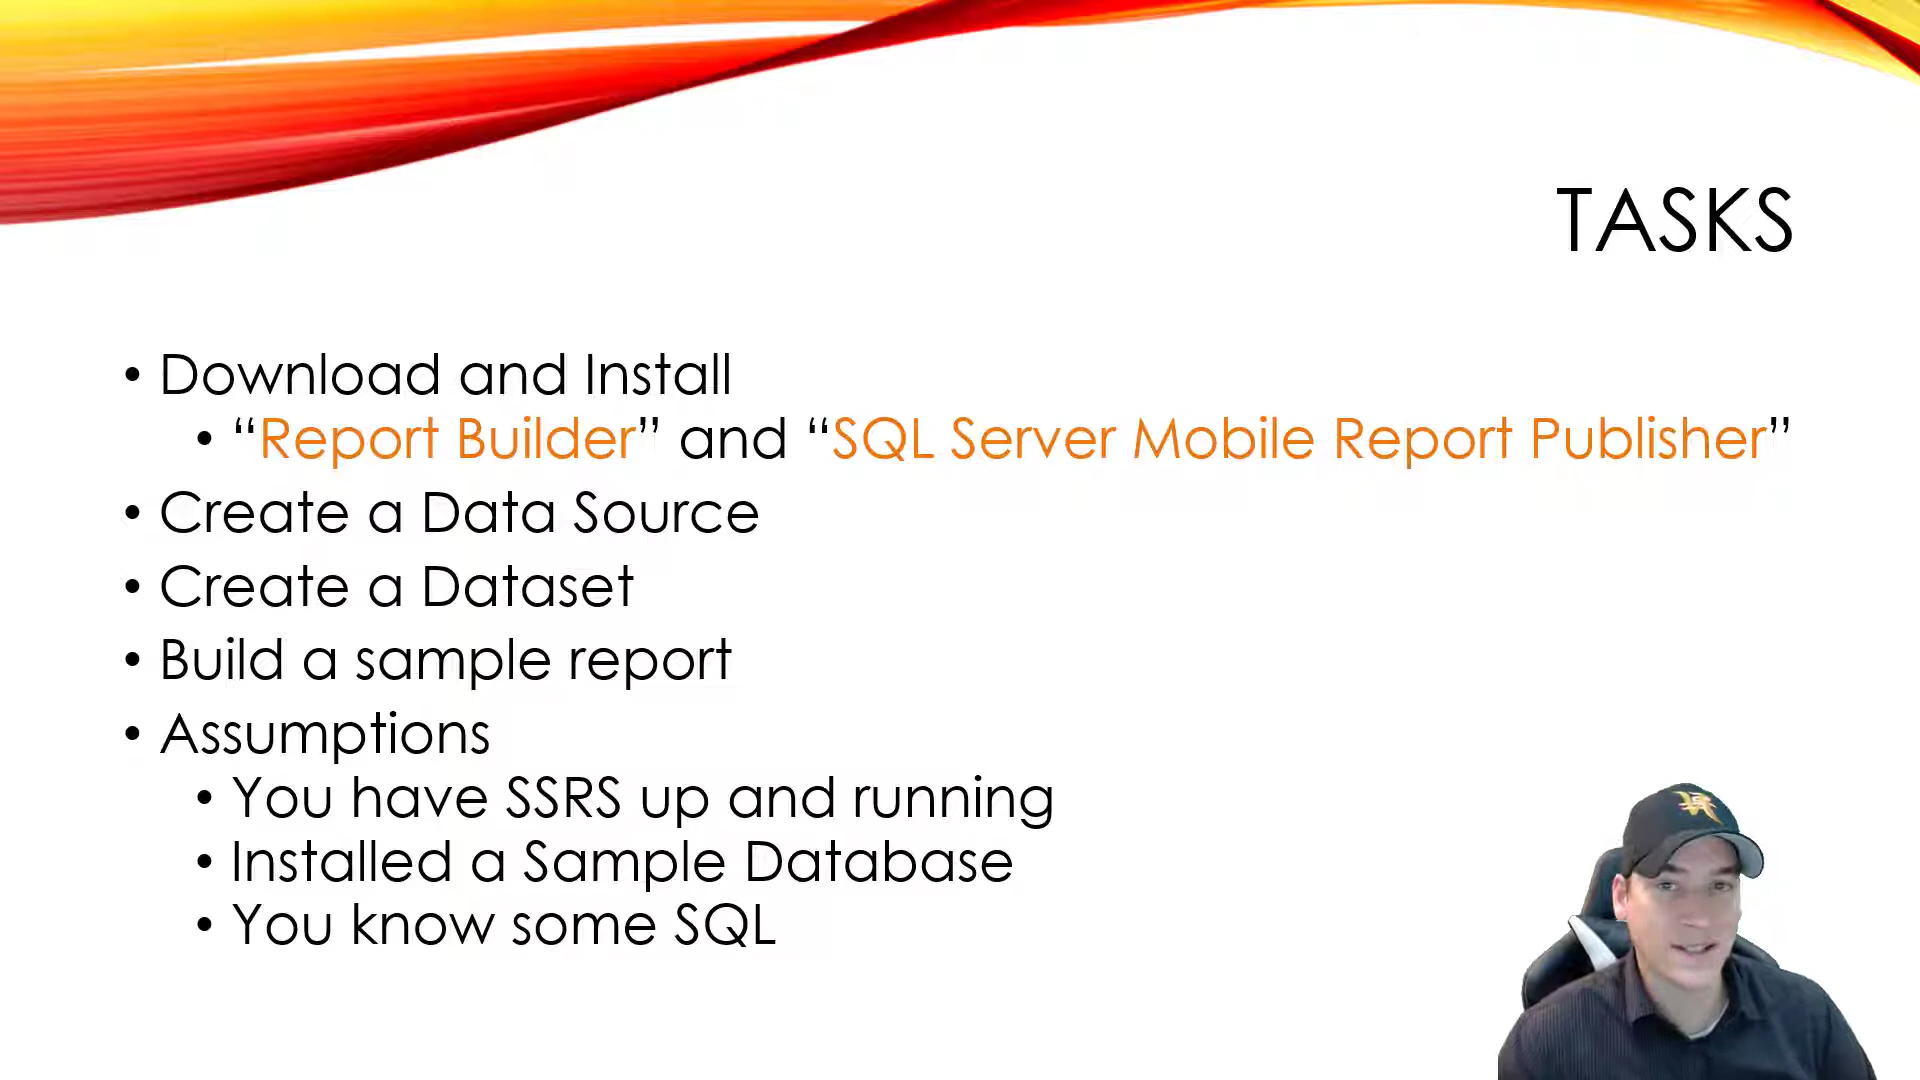 TASKS
• Download and Install
• “Report Builder” and “SQL Server Mobile Report Publisher”
• Create a Data Source
• Create a Dataset
• Build a sample report
• Assumptions
• You have SSRS up and running
• Installed a Sample Database
• You know some SQL